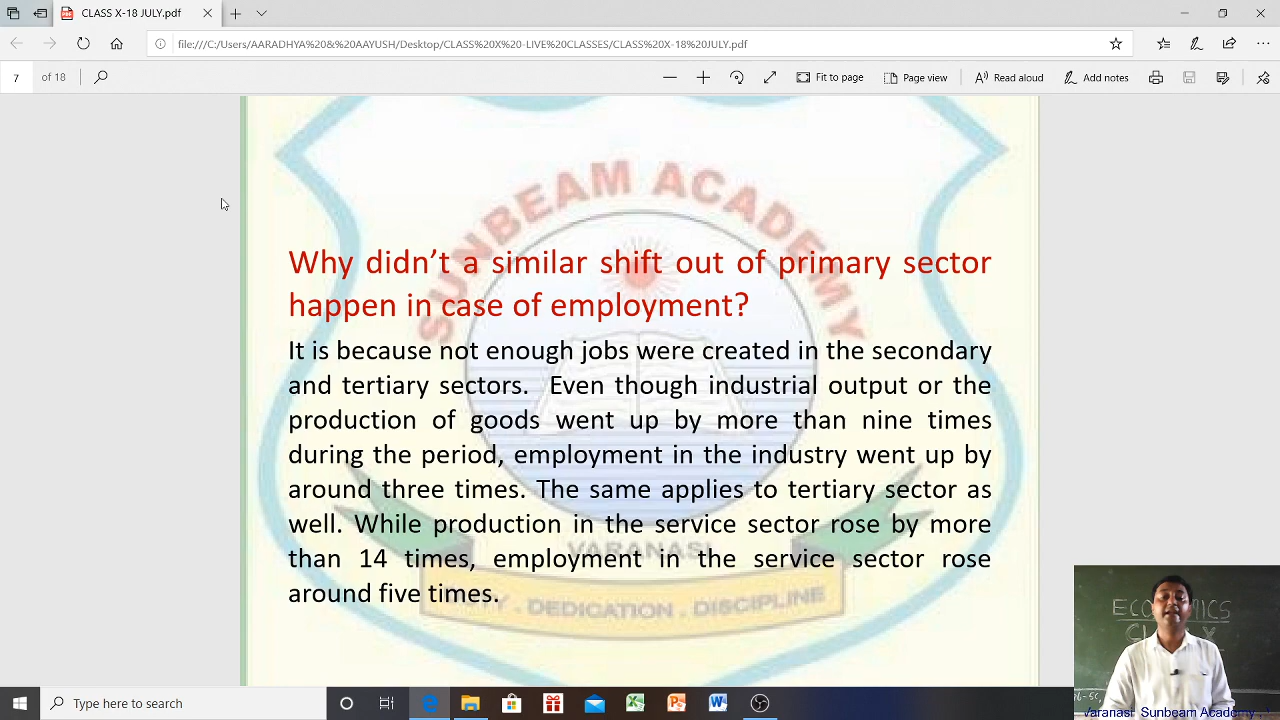 CLASS X-18 JULY.pdf
file:///C:/Users/AARADHYA%20&%20AAYUSH/Desktop/CLASS%20X%20-LIVE%20CLASSES/CLASS%20X-18%20JULY.pdf
7 of 18 Fit to page Page view Read aloud Add notes
SUNBEAM ACADEMY
Why didn’t a similar shift out of primary sector
happen in case of employment?
It is because not enough jobs were created in the secondary
and tertiary sectors. Even though industrial output or the
production of goods went up by more than nine times
during the period, employment in the industry went up by
around three times. The same applies to tertiary sector as
well. While production in the service sector rose by more
than 14 times, employment in the service sector rose
around five times.
VARANASI
. DEDICATION . DISCIPLINE
ECONOMICS
Varanasi Sunbeam Academy
Type here to search